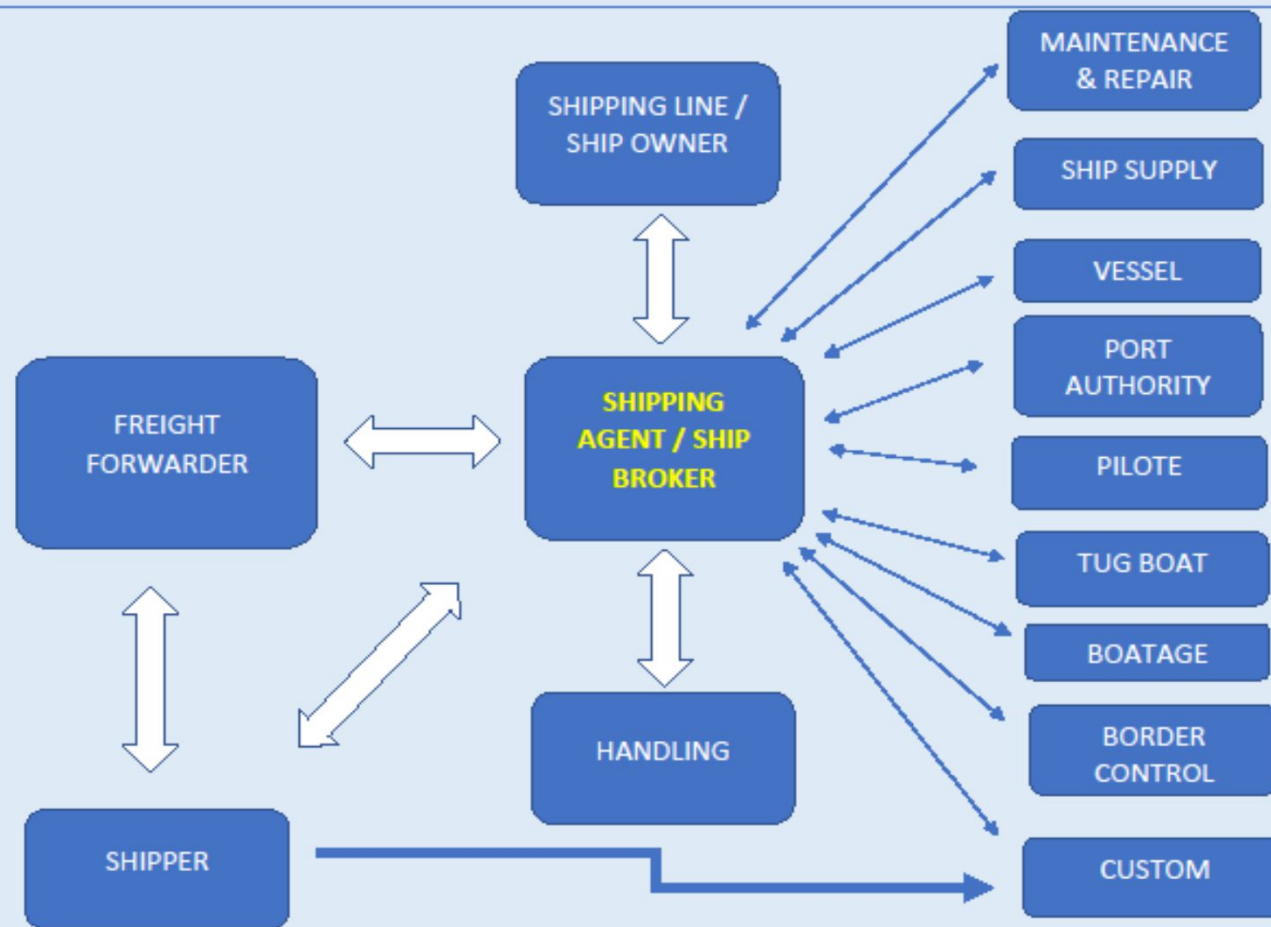 MAINTENANCE
& REPAIR
SHIPPING LINE /
SHIP OWNER
SHIP SUPPLY
VESSEL
PORT
AUTHORITY
FREIGHT
FORWARDER
SHIPPING
AGENT / SHIP
BROKER
PILOTE
TUG BOAT
BOATAGE
HANDLING
BORDER
CONTROL
SHIPPER
CUSTOM